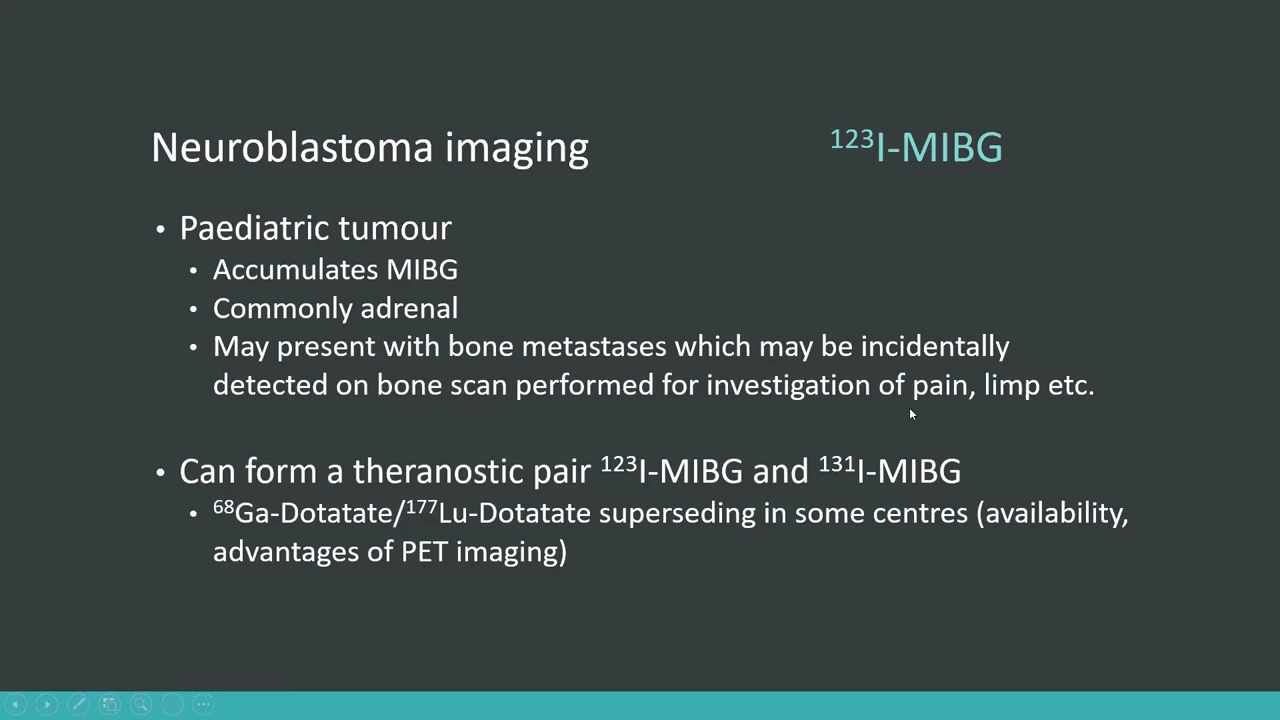 Neuroblastoma imaging
¹²³I-MIBG
• Paediatric tumour
• Accumulates MIBG
• Commonly adrenal
• May present with bone metastases which may be incidentally
detected on bone scan performed for investigation of pain, limp etc.
• Can form a theranostic pair ¹²³I-MIBG and ¹³¹I-MIBG
• ⁶⁸Ga-Dotatate/¹⁷⁷Lu-Dotatate superseding in some centres (availability,
advantages of PET imaging)